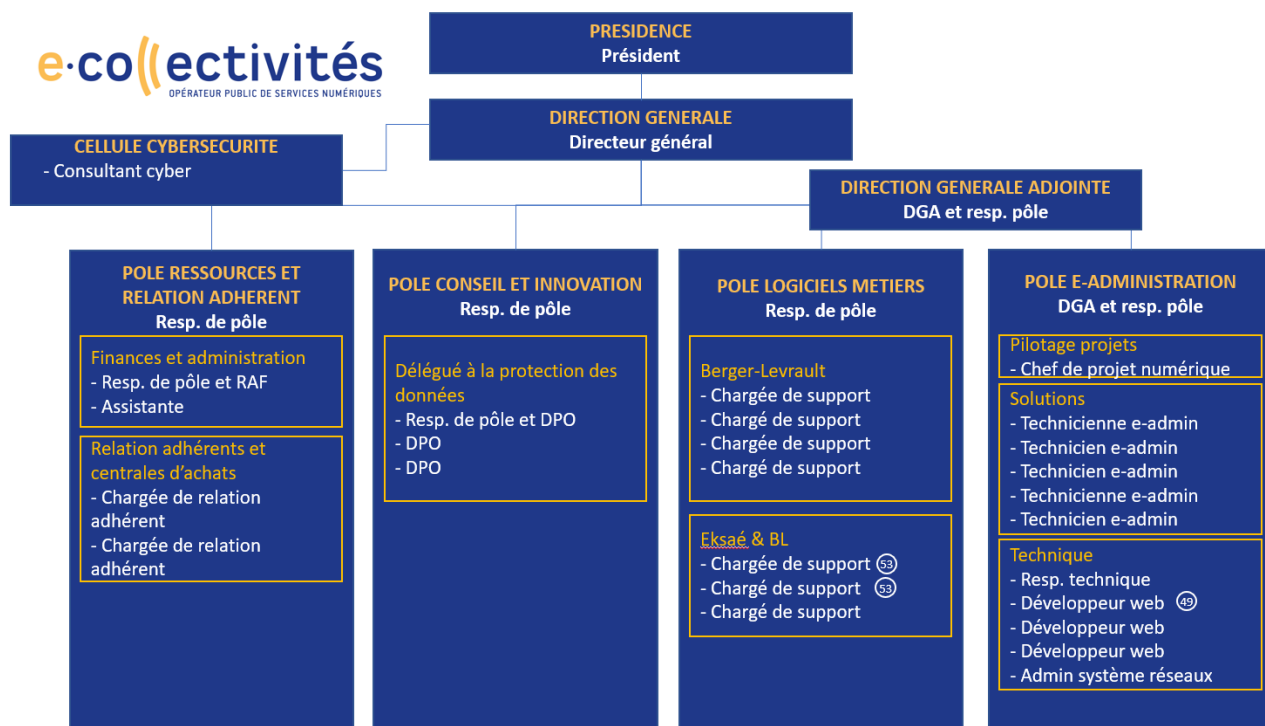 e·collectivités
OPÉRATEUR PUBLIC DE SERVICES NUMÉRIQUES
PRESIDENCE
Président
DIRECTION GENERALE
Directeur général
CELLULE CYBERSECURITE
- Consultant cyber
DIRECTION GENERALE ADJOINTE
DGA et resp. pôle
POLE RESSOURCES ET
RELATION ADHERENT
Resp. de pôle
Finances et administration
- Resp. de pôle et RAF
- Assistante
Relation adhérents et
centrales d’achats
- Chargée de relation
adhérent
- Chargée de relation
adhérent
POLE CONSEIL ET INNOVATION
Resp. de pôle
Délégué à la protection des
données
- Resp. de pôle et DPO
- DPO
- DPO
POLE LOGICIELS METIERS
Resp. de pôle
Berger-Levrault
- Chargée de support
- Chargé de support
- Chargée de support
- Chargé de support
Eksaé & BL
- Chargée de support 53
- Chargé de support 53
- Chargé de support
POLE E-ADMINISTRATION
DGA et resp. pôle
Pilotage projets
- Chef de projet numérique
Solutions
- Technicienne e-admin
- Technicien e-admin
- Technicien e-admin
- Technicienne e-admin
- Technicien e-admin
Technique
- Resp. technique
- Développeur web 49
- Développeur web
- Développeur web
- Admin système réseaux